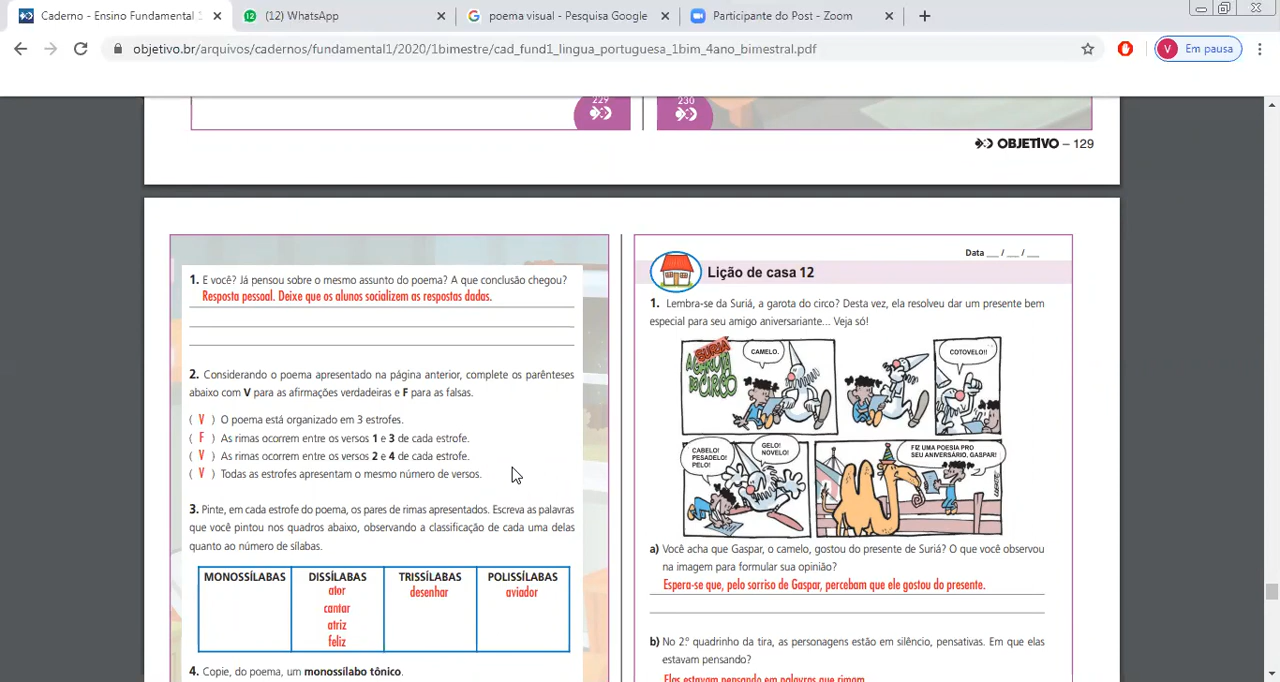 Caderno - Ensino Fundamental 1
(12) WhatsApp
poema visual - Pesquisa Google
Participante do Post - Zoom
objetivo.br/arquivos/cadernos/fundamental1/2020/1bimestre/cad_fund1_lingua_portuguesa_1bim_4ano_bimestral.pdf
V Em pausa
229
230
OBJETIVO – 129
1. E você? Já pensou sobre o mesmo assunto do poema? A que conclusão chegou?
Resposta pessoal. Deixe que os alunos socializem as respostas dadas.
2. Considerando o poema apresentado na página anterior, complete os parênteses
abaixo com V para as afirmações verdadeiras e F para as falsas.
( V ) O poema está organizado em 3 estrofes.
( F ) As rimas ocorrem entre os versos 1 e 3 de cada estrofe.
( V ) As rimas ocorrem entre os versos 2 e 4 de cada estrofe.
( V ) Todas as estrofes apresentam o mesmo número de versos.
3. Pinte, em cada estrofe do poema, os pares de rimas apresentados. Escreva as palavras
que você pintou nos quadros abaixo, observando a classificação de cada uma delas
quanto ao número de sílabas.
MONOSSÍLABAS DISSÍLABAS TRISSÍLABAS POLISSÍLABAS
ator desenhar aviador
cantar
atriz
feliz
4. Copie, do poema, um monossílabo tônico.
Data __ / __ / __
Lição de casa 12
1. Lembra-se da Suriá, a garota do circo? Desta vez, ela resolveu dar um presente bem
especial para seu amigo aniversariante... Veja só!
SURIÁ
A GAROTA
DO CIRCO
CAMELO.
COTOVELO!!
CABELO!
PESADELO!
PELO!
GELO!
NOVELO!
FIZ UMA POESIA PRO
SEU ANIVERSÁRIO, GASPAR!
a) Você acha que Gaspar, o camelo, gostou do presente de Suriá? O que você observou
na imagem para formular sua opinião?
Espera-se que, pelo sorriso de Gaspar, percebam que ele gostou do presente.
b) No 2.º quadrinho da tira, as personagens estão em silêncio, pensativas. Em que elas
estavam pensando?
Elas estavam pensando em palavras que rimam.